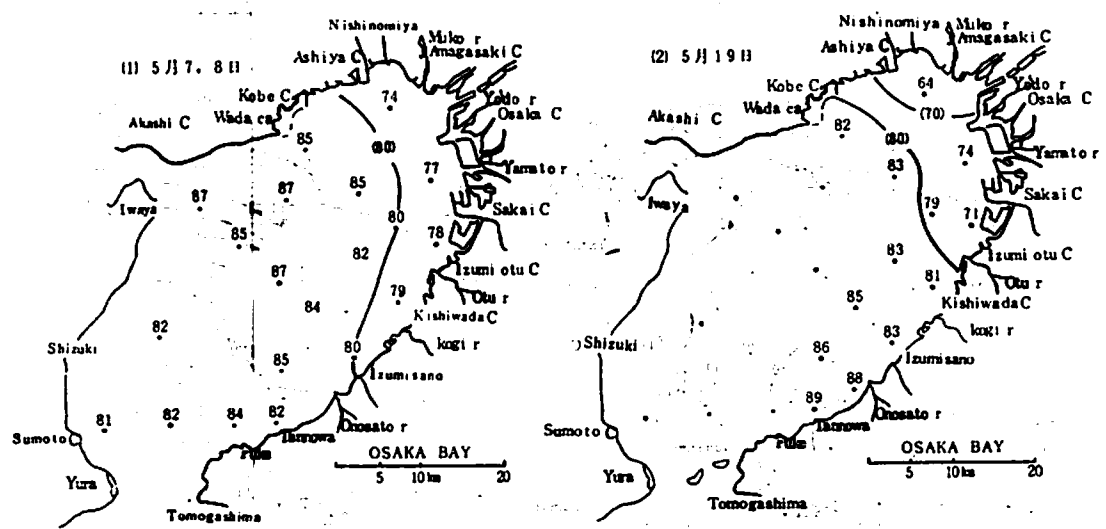 (1) 5月7, 8日
Nishinomiya
Muko r
Amagasaki C
Ashiya C
Kobe C
Wada ca
Akashi C
Yodo r
Osaka C
74
(80)
85
Yamato r
77
87
87
85
Iwaya
Sakai C
80
85
78
82
Izumi otu C
87
Otu r
79
84
Kishiwada C
82
kogi r
Shizuki
80
85
Izumisano
81
82
84
82
Onosato r
Sumoto
Tannowa
Fuke
OSAKA BAY
5
10km
20
Yura
Tomogashima
(2) 5月19日
Nishinomiya
Muko r
Amagasaki C
Ashiya C
Kobe C
Wada ca
Akashi C
64
(70)
Yodo r
Osaka C
82
(80)
74
Yamato r
83
Iwaya
79
71
Sakai C
83
Izumi otu C
81
Otu r
Kishiwada C
85
83
kogi r
Shizuki
86
Izumisano
88
89
Onosato r
Tannowa
Sumoto
OSAKA BAY
5
10km
20
Yura
Tomogashima